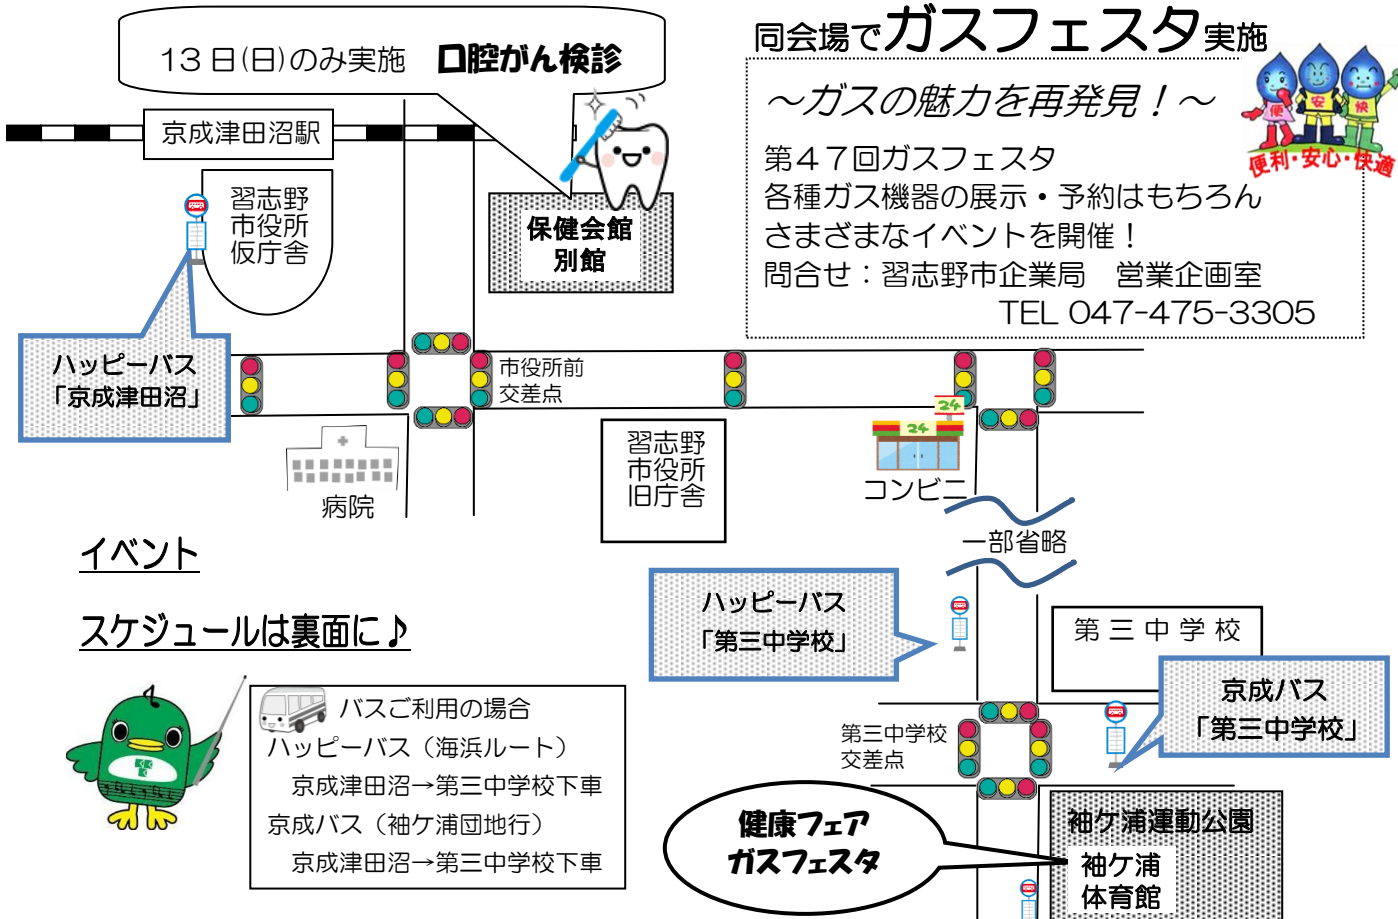 13日(日)のみ実施　口腔がん検診
同会場でガスフェスタ実施
～ガスの魅力を再発見！～
第４７回ガスフェスタ
各種ガス機器の展示・予約はもちろん
さまざまなイベントを開催！
問合せ：習志野市企業局　営業企画室
TEL 047-475-3305
便
安
快
便利・安心・快適
京成津田沼駅
習志野
市役所
仮庁舎
保健会館
別館
ハッピーバス
「京成津田沼」
市役所前
交差点
病院
習志野
市役所
旧庁舎
24
24
コンビニ
一部省略
イベント
スケジュールは裏面に♪
ハッピーバス
「第三中学校」
第三中学校
京成バス
「第三中学校」
第三中学校
交差点
バスご利用の場合
ハッピーバス（海浜ルート）
京成津田沼→第三中学校下車
京成バス（袖ケ浦団地行）
京成津田沼→第三中学校下車
健康フェア
ガスフェスタ
袖ケ浦運動公園
袖ケ浦
体育館